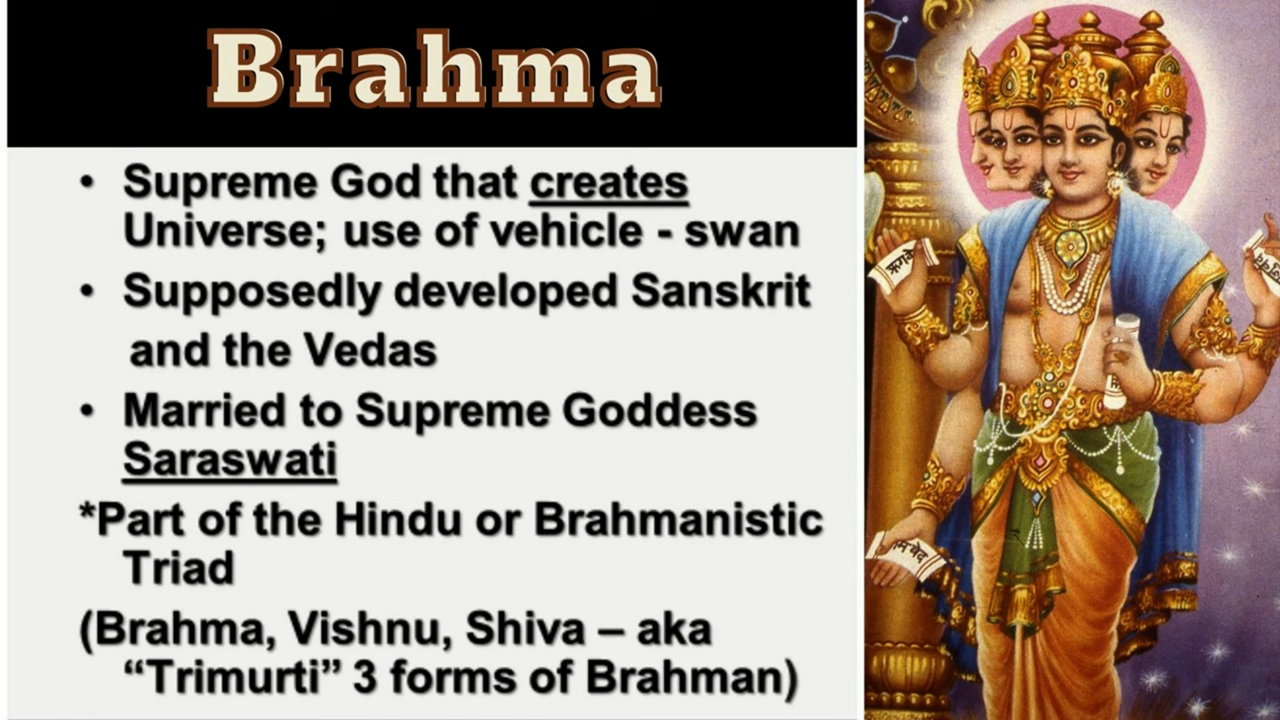 Brahma
• Supreme God that creates
Universe; use of vehicle - swan
• Supposedly developed Sanskrit
and the Vedas
• Married to Supreme Goddess
Saraswati
*Part of the Hindu or Brahmanistic
Triad
(Brahma, Vishnu, Shiva – aka
“Trimurti” 3 forms of Brahman)